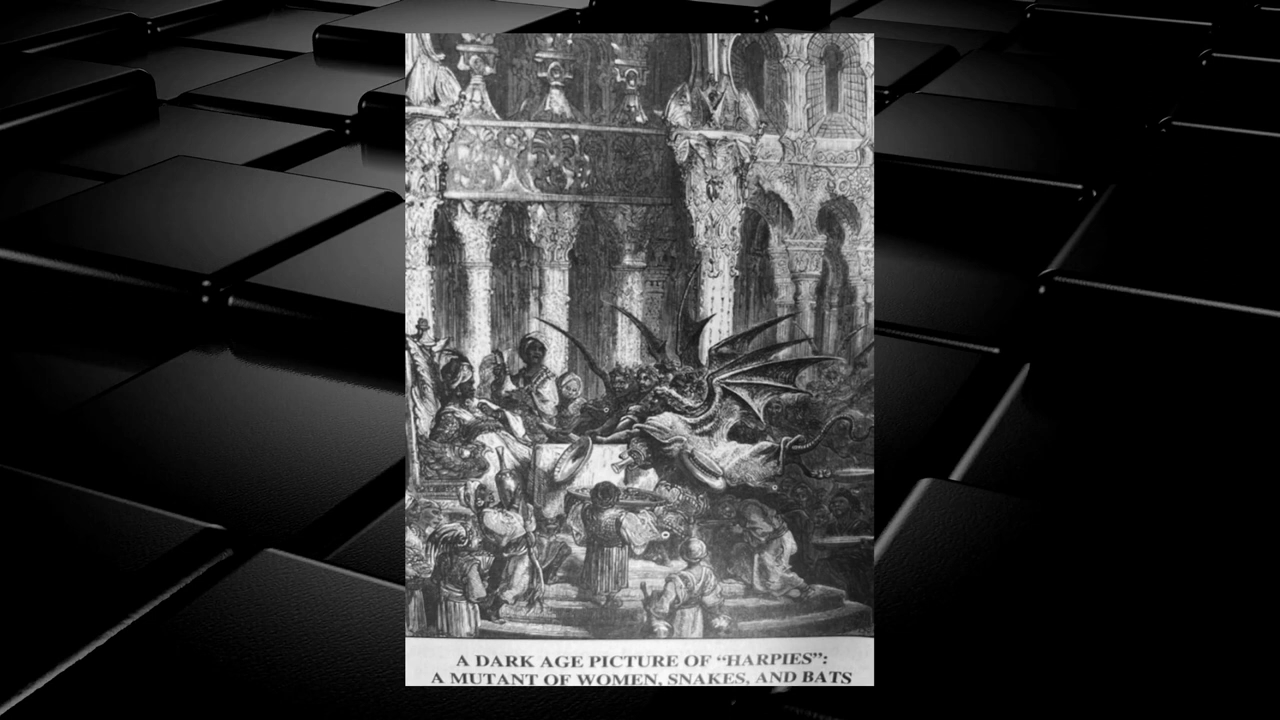 A DARK AGE PICTURE OF “HARPIES”:
A MUTANT OF WOMEN, SNAKES, AND BATS